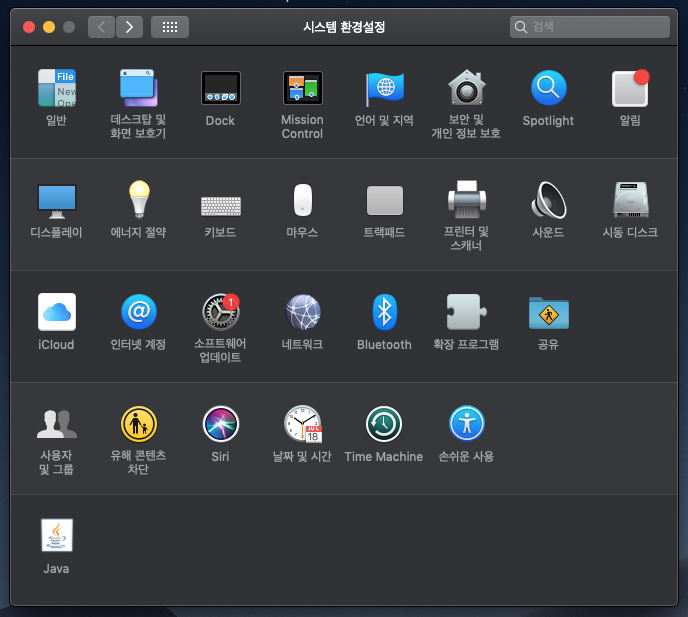 시스템 환경설정
검색
File
New
Ope
일반
데스크탑 및
화면 보호기
Dock
Mission
Control
언어 및 지역
보안 및
개인 정보 보호
Spotlight
알림
디스플레이
에너지 절약
키보드
마우스
트랙패드
프린터 및
스캐너
사운드
시동 디스크
@
1
iCloud
인터넷 계정
소프트웨어
업데이트
네트워크
Bluetooth
확장 프로그램
공유
JUL
18
사용자
및 그룹
유해 콘텐츠
차단
Siri
날짜 및 시간
Time Machine
손쉬운 사용
Java